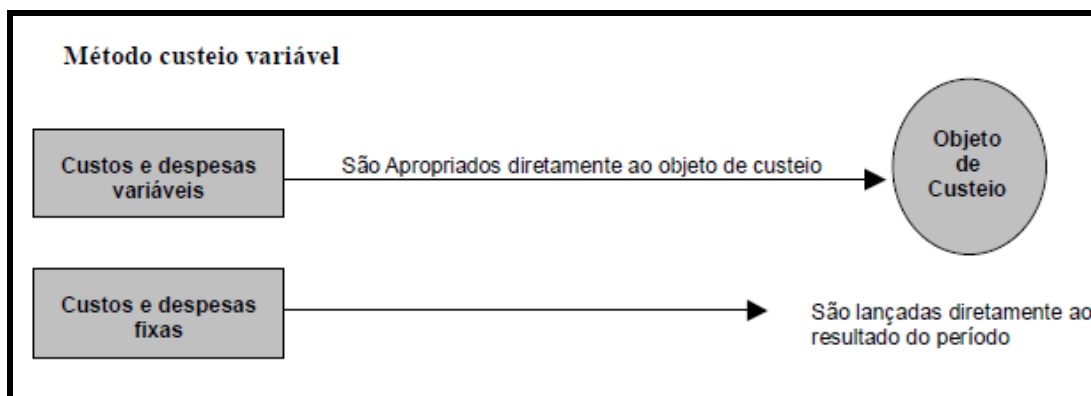 Método custeio variável
Custos e despesas
variáveis
São Apropriados diretamente ao objeto de custeio
Objeto
de
Custeio
Custos e despesas
fixas
São lançadas diretamente ao
resultado do período